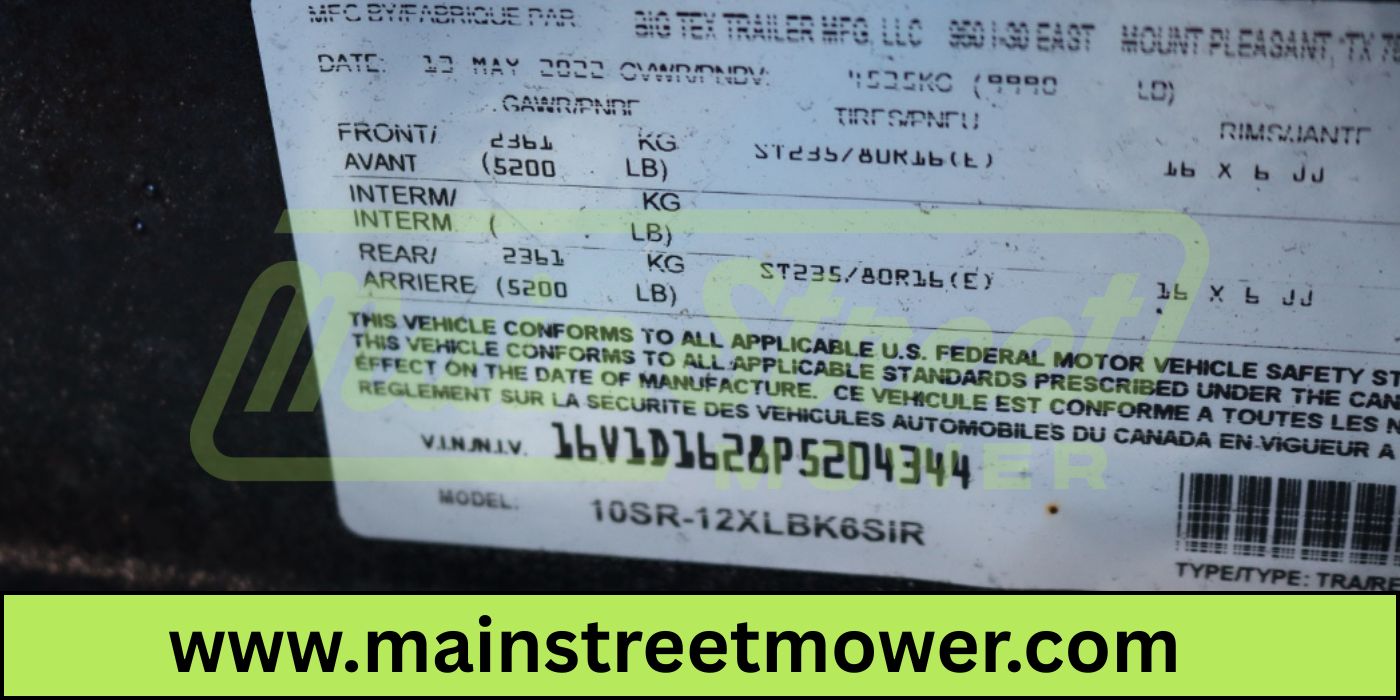 MFG BY/FABRIQUE PAR: BIG TEX TRAILER MFG, LLC 950 I-30 EAST MOUNT PLEASANT, TX
DATE: 13 MAY 2022 GVWR/PNBV: 4535KG (9990 LB)
GAWR/PNBE TIRES/PNEU RIMS/JANTE
FRONT/ 2361 KG ST235/80R16(E) 16 X 6 JJ
AVANT (5200 LB)
INTERM/ KG
INTERM ( LB)
REAR/ 2361 KG ST235/80R16(E) 16 X 6 JJ
ARRIERE (5200 LB)
THIS VEHICLE CONFORMS TO ALL APPLICABLE U.S. FEDERAL MOTOR VEHICLE SAFETY ST
THIS VEHICLE CONFORMS TO ALL APPLICABLE STANDARDS PRESCRIBED UNDER THE CAN
EFFECT ON THE DATE OF MANUFACTURE. CE VEHICULE EST CONFORME A TOUTES LES N
REGLEMENT SUR LA SECURITE DES VEHICULES AUTOMOBILES DU CANADA EN VIGUEUR A
V.I.N./N.I.V. 16V1D1628P5204344
MODEL: 10SR-12XLBK6SIR
TYPE/TYPE: TRA/RE
Main Street
MOWER
www.mainstreetmower.com